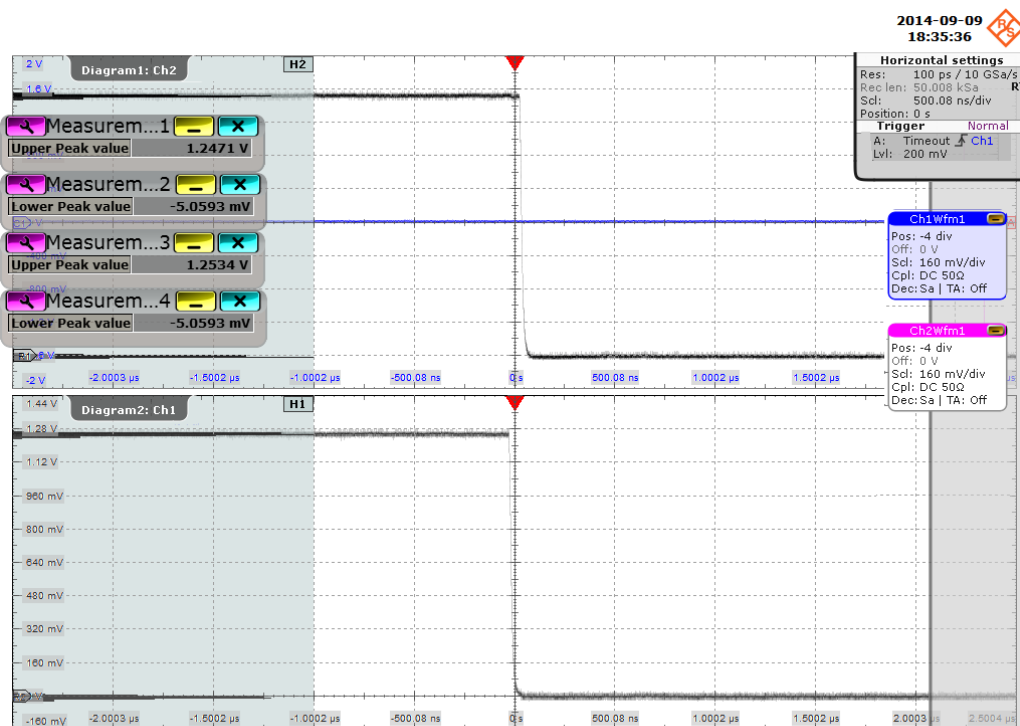 2014-09-09
18:35:36
Horizontal settings
Res: 100 ps / 10 GSa/s
Rec len: 50.008 kSa
Scl: 500.08 ns/div
Position: 0 s
Trigger Normal
A: Timeout Ch1
Lvl: 200 mV
Diagram1: Ch2
H2
2 V
1.6 V
Measurem...1
Upper Peak value 1.2471 V
Measurem...2
Lower Peak value -5.0593 mV
Measurem...3
Upper Peak value 1.2534 V
Measurem...4
Lower Peak value -5.0593 mV
Ch1Wfm1
Pos: -4 div
Off: 0 V
Scl: 160 mV/div
Cpl: DC 50Ω
Dec: Sa | TA: Off
Ch2Wfm1
Pos: -4 div
Off: 0 V
Scl: 160 mV/div
Cpl: DC 50Ω
Dec: Sa | TA: Off
-2 V
-2.0003 µs -1.5002 µs -1.0002 µs -500.08 ns 0 s 500.08 ns 1.0002 µs 1.5002 µs
Diagram2: Ch1
H1
1.44 V
1.28 V
1.12 V
960 mV
800 mV
640 mV
480 mV
320 mV
160 mV
-160 mV
-2.0003 µs -1.5002 µs -1.0002 µs -500.08 ns 0 s 500.08 ns 1.0002 µs 1.5002 µs 2.0003 µs 2.5004 µs